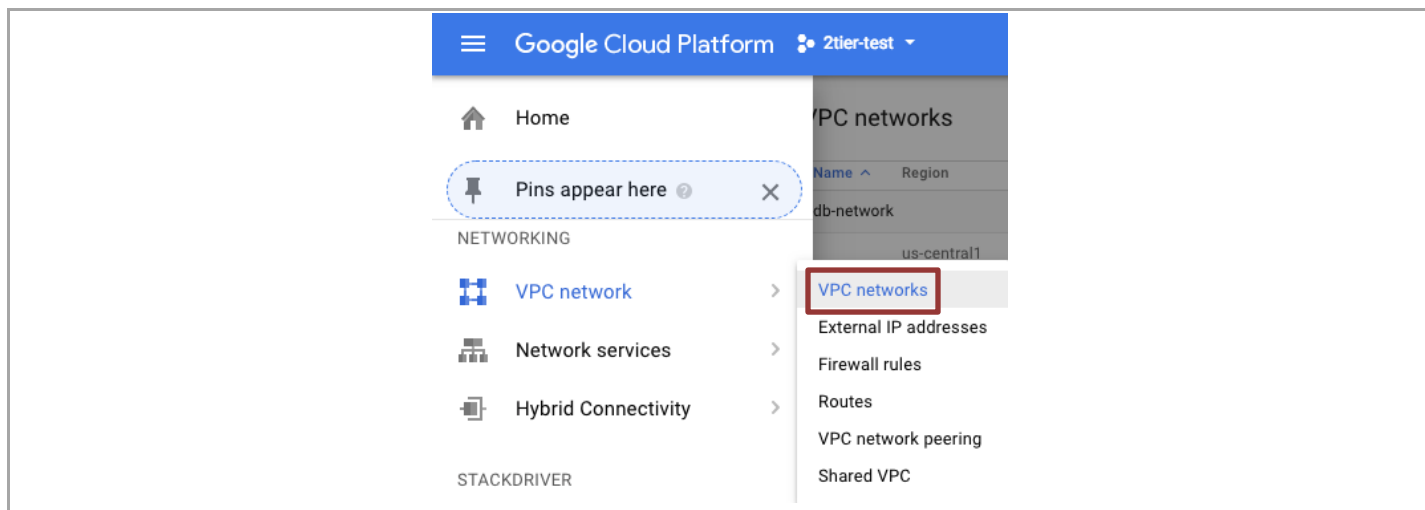 Google Cloud Platform 2tier-test
Home
Pins appear here
NETWORKING
VPC network
Network services
Hybrid Connectivity
STACKDRIVER
/PC networks
Name Region
db-network
us-central1
VPC networks
External IP addresses
Firewall rules
Routes
VPC network peering
Shared VPC